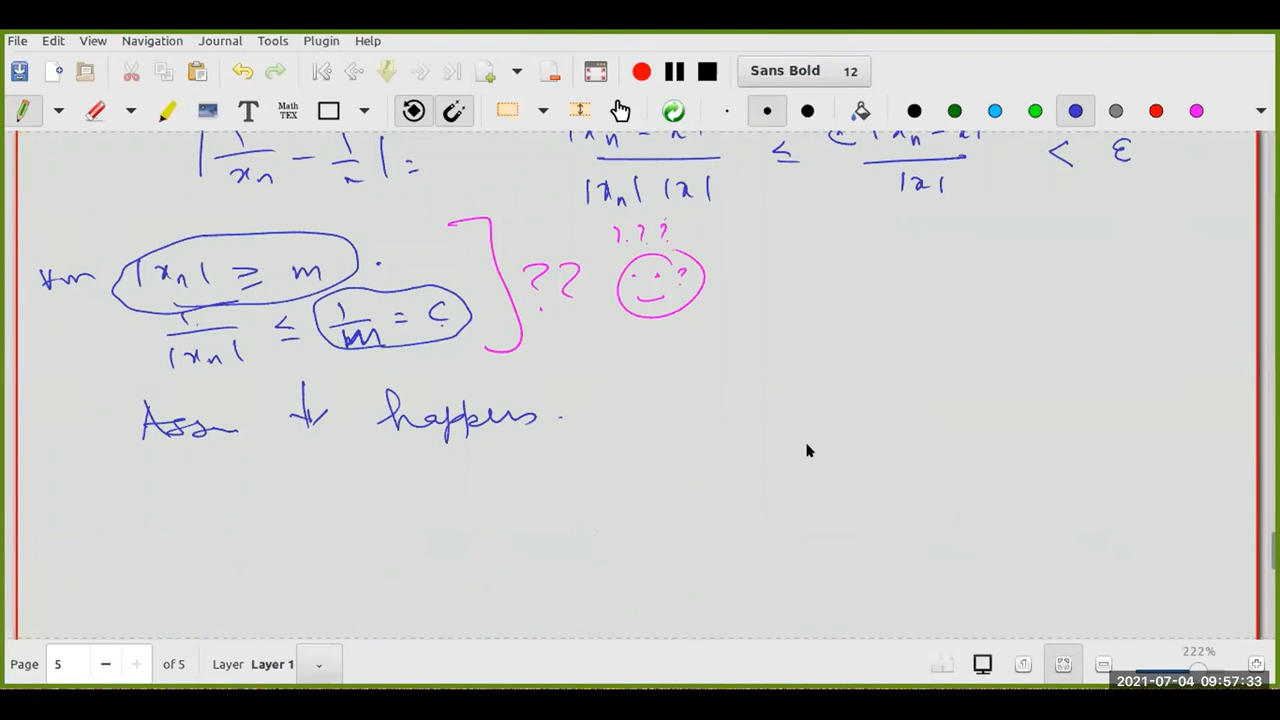 File Edit View Navigation Journal Tools Plugin Help
Sans Bold 12
Math TEX
|1/xₙ - 1/x| = |xₙ - x| / |xₙ| |x| ≤ C |xₙ - x| / |x| < ε
???
|xₙ| ≥ m . ?? ?
1/|xₙ| ≤ 1/m = C
Assn ↓ happens.
Page 5 of 5 Layer Layer 1 222%
2021-07-04 09:57:33